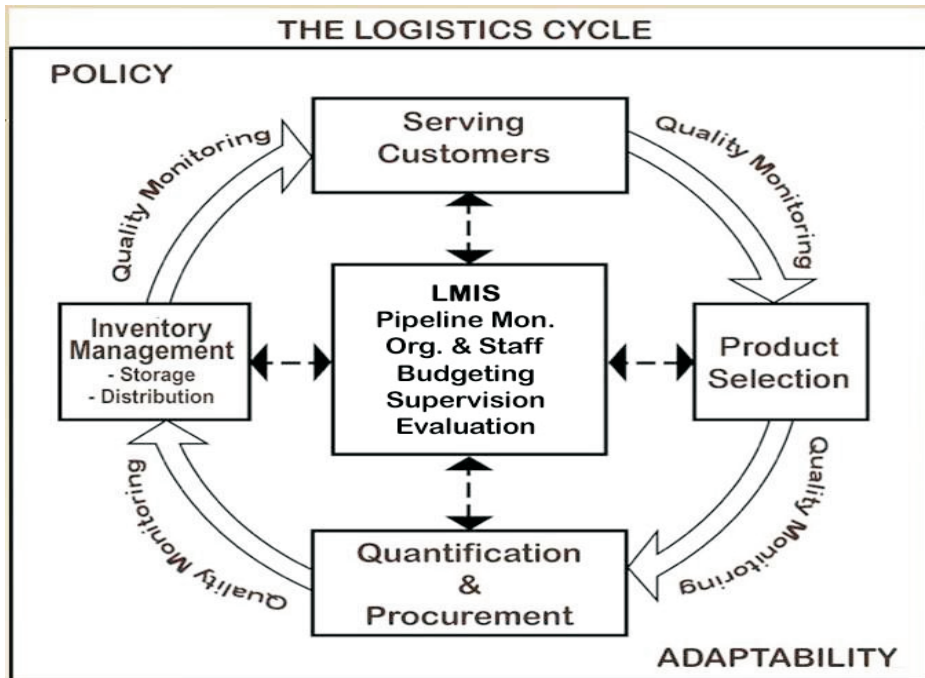 THE LOGISTICS CYCLE
POLICY
Serving
Customers
Quality Monitoring
Quality Monitoring
LMIS
Pipeline Mon.
Org. & Staff
Budgeting
Supervision
Evaluation
Inventory
Management
- Storage
- Distribution
Product
Selection
Quality Monitoring
Quality Monitoring
Quantification
&
Procurement
ADAPTABILITY